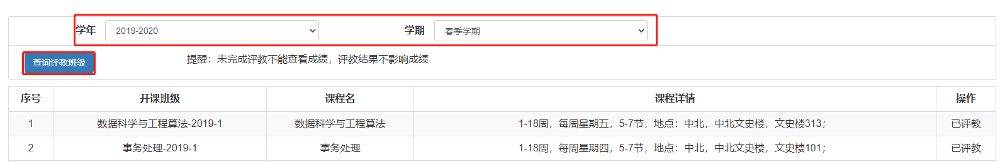 学年 2019-2020 学期 春季学期
查询评教班级 提醒：未完成评教不能查看成绩，评教结果不影响成绩
序号 开课班级 课程名 课程详情 操作
1 数据科学与工程算法-2019-1 数据科学与工程算法 1-18周，每周星期五，5-7节，地点：中北，中北文史楼，文史楼313； 已评教
2 事务处理-2019-1 事务处理 1-18周，每周星期四，5-7节，地点：中北，中北文史楼，文史楼101； 已评教